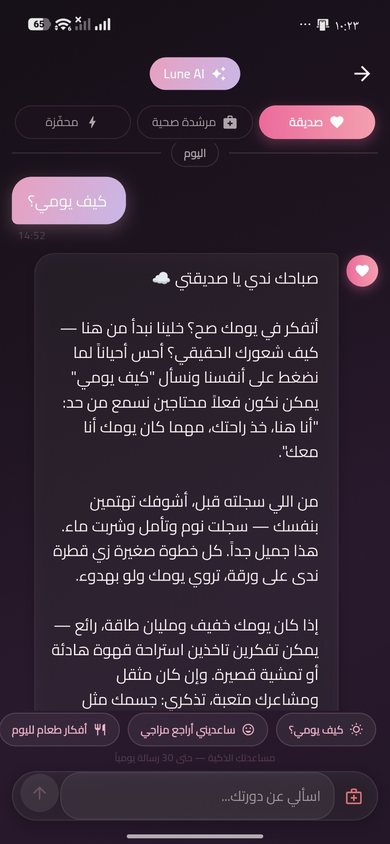 ١٠:٢٣
65
Lune AI
صديقة
مرشدة صحية
محفّزة
اليوم
كيف يومي؟
14:52
صباحك ندي يا صديقتي ☁️
أتفكر في يومك صح؟ خلينا نبدأ من هنا —
كيف شعورك الحقيقي؟ أحس أحياناً لما
نضغط على أنفسنا ونسأل "كيف يومي"
يمكن نكون فعلاً محتاجين نسمع من حد:
"أنا هنا، خذ راحتك، مهما كان يومك أنا
معك".
من اللي سجلته قبل، أشوفك تهتمين
بنفسك — سجلت نوم وتأمل وشربت ماء.
هذا جميل جداً. كل خطوة صغيرة زي قطرة
ندى على ورقة، تروي يومك ولو بهدوء.
إذا كان يومك خفيف ومليان طاقة، رائع —
يمكن تفكرين تاخذين استراحة قهوة هادئة
أو تمشية قصيرة. وإن كان مثقل
ومشاعرك متعبة، تذكري: جسمك مثل
كيف يومي؟
ساعديني أراجع مزاجي
أفكار طعام لليوم
مساعدتك الذكية — حتى 30 رسالة يومياً
اسألي عن دورتك...